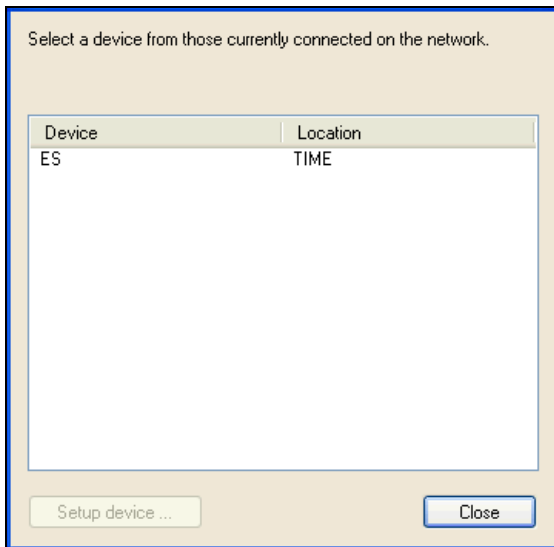 Select a device from those currently connected on the network.
Device Location
ES TIME
Setup device ... Close